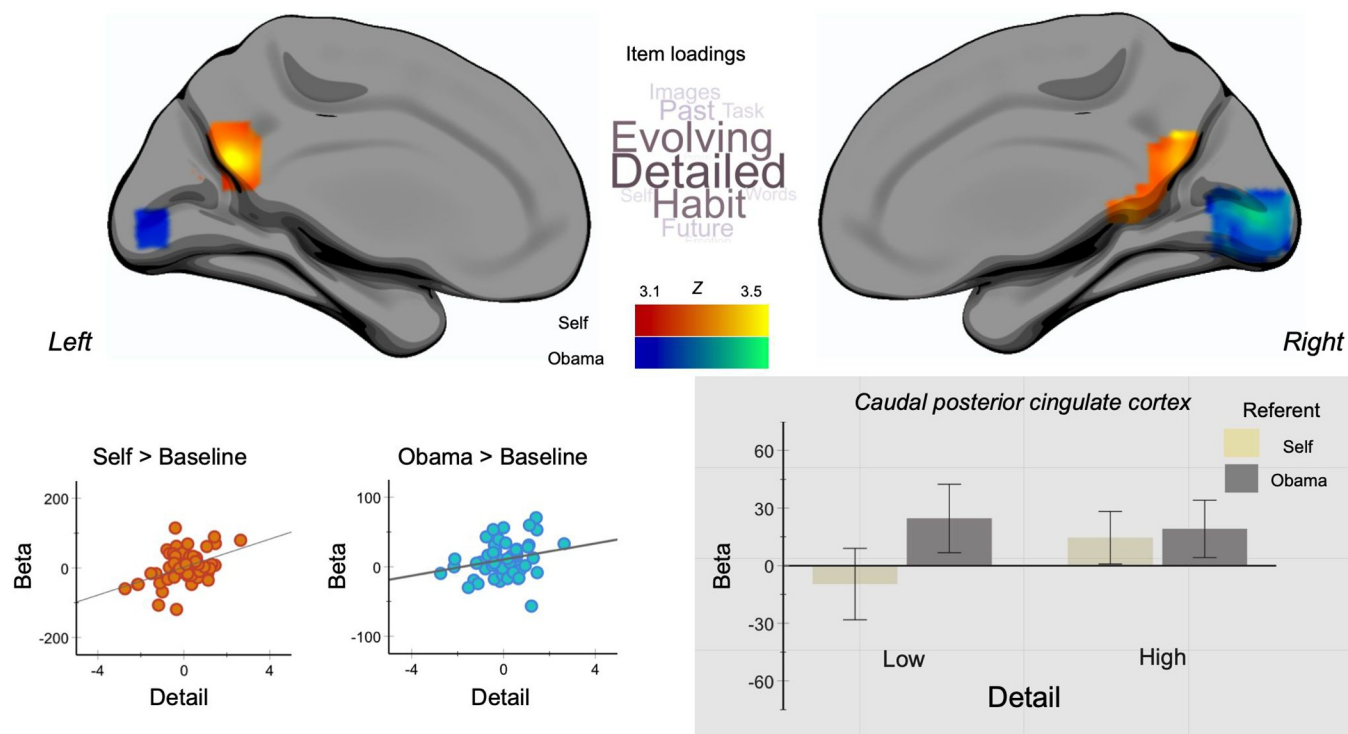 Item loadings
Images
Past Task
Evolving
Detailed
Self Habit Words
Future
3.1 Z 3.5
Self
Obama
Left
Right
Self > Baseline
200
0
-200
Beta
-4 0 4
Detail
Obama > Baseline
100
0
-100
Beta
-4 0 4
Detail
Caudal posterior cingulate cortex
Referent
Self
Obama
60
30
0
-30
-60
Beta
Low High
Detail